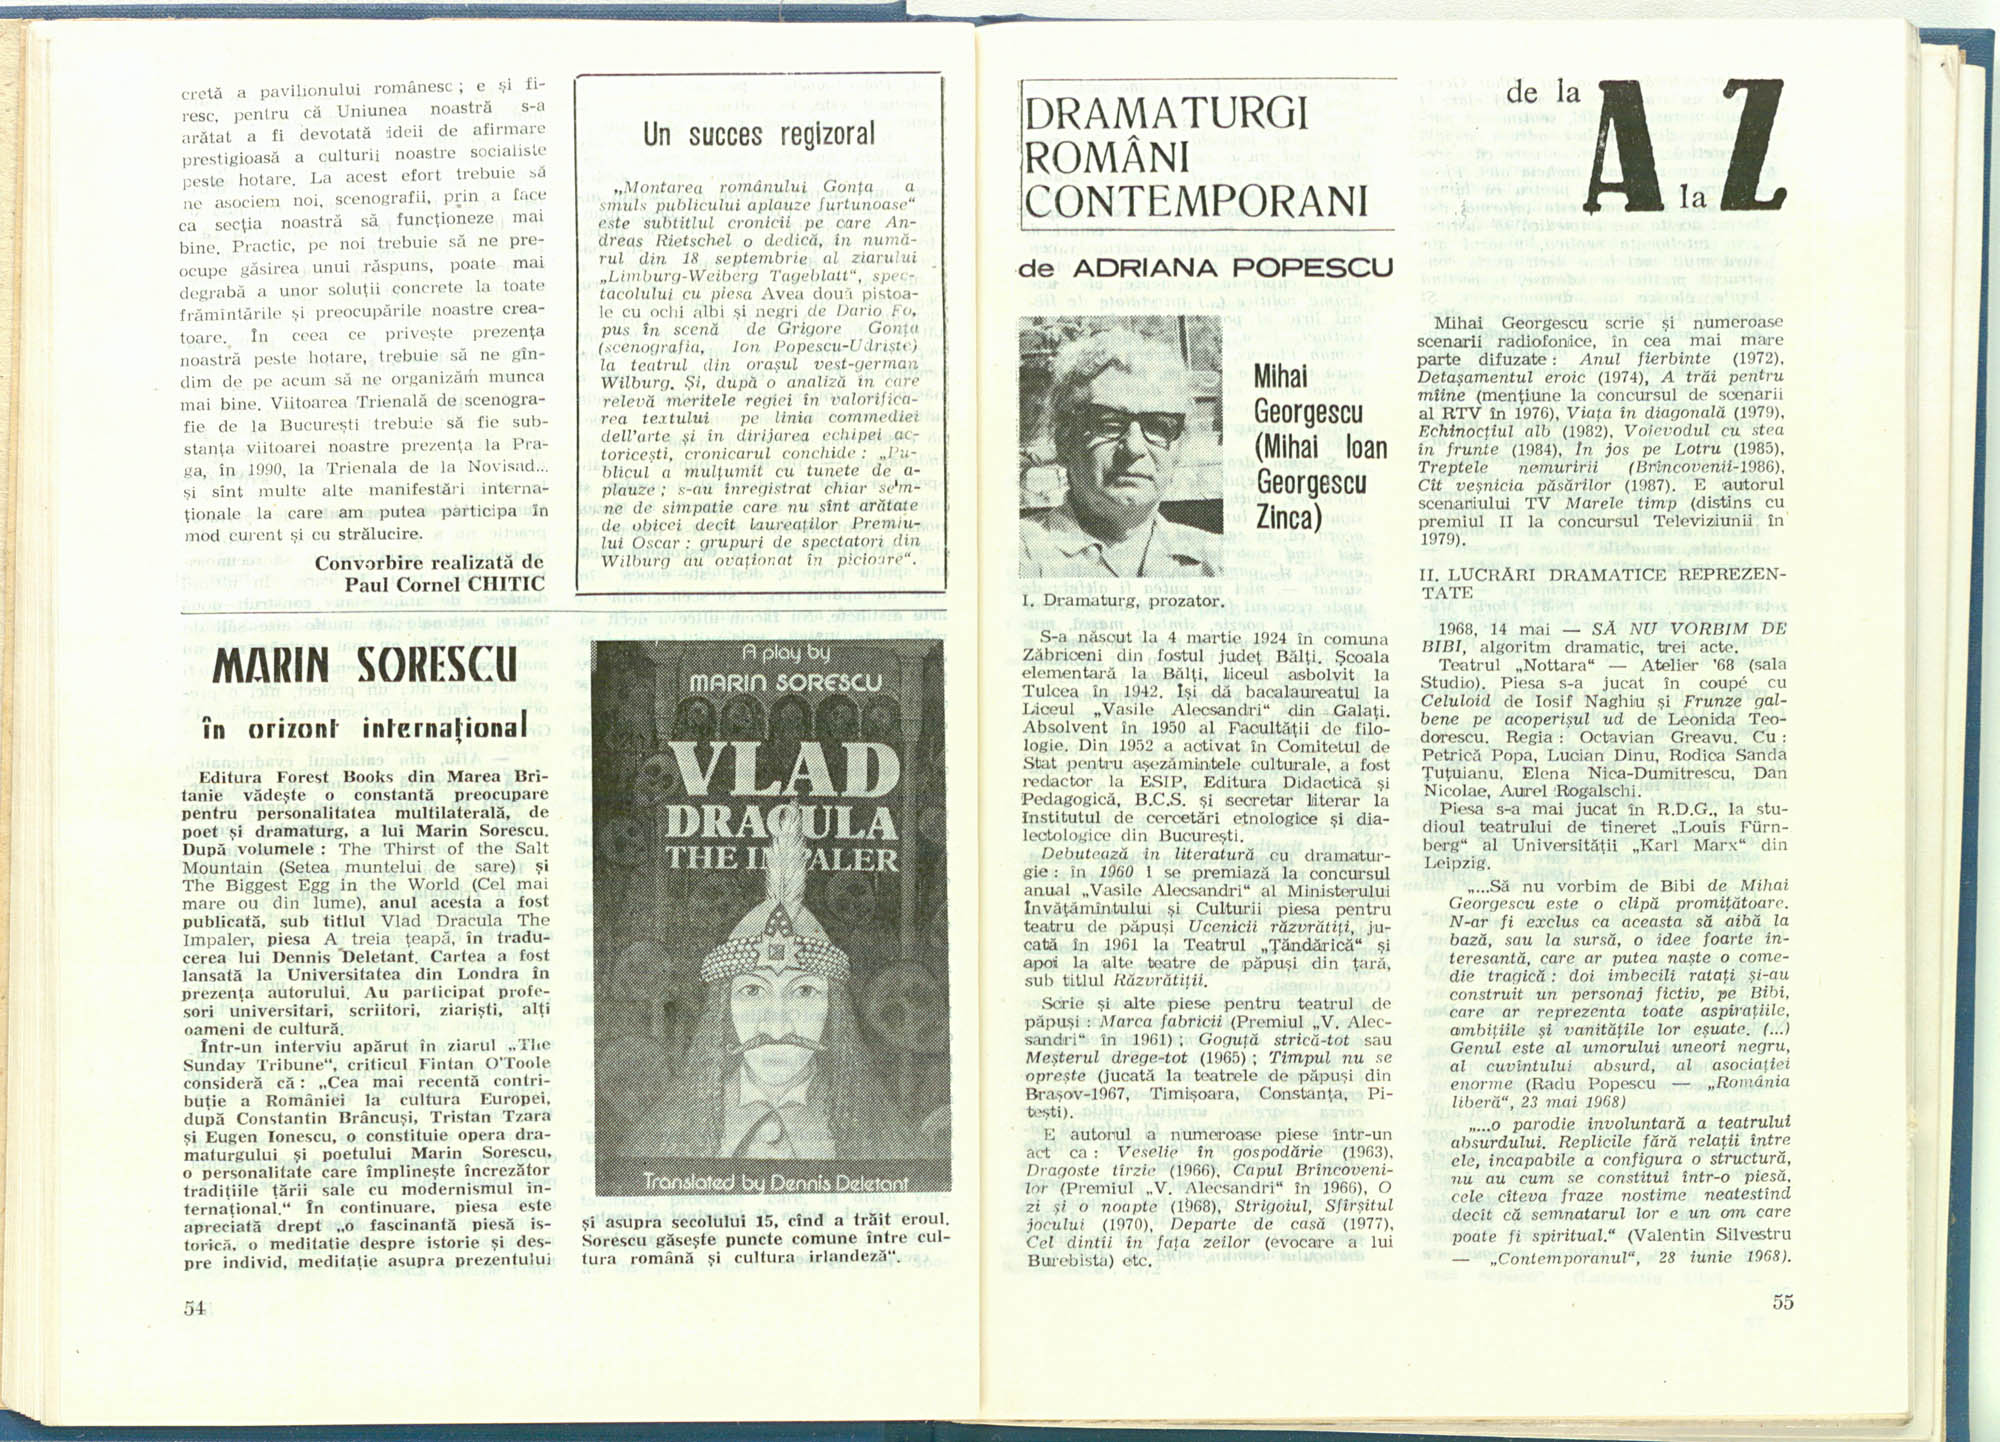 cretă a pavilionului românesc ; e și fi-
resc, pentru că Uniunea noastră s-a
arătat a fi devotată ideii de afirmare
prestigioasă a culturii noastre socialiste
peste hotare. La acest efort trebuie să
ne asociem noi, scenografii, prin a face
ca secția noastră să funcționeze mai
bine. Practic, pe noi trebuie să ne pre-
ocupe găsirea unui răspuns, poate mai
degrabă a unor soluții concrete la toate
frămîntările și preocupările noastre crea-
toare. În ceea ce privește prezența
noastră peste hotare, trebuie să ne gîn-
dim de pe acum să ne organizăm munca
mai bine. Viitoarea Trienală de scenogra-
fie de la București trebuie să fie sub-
stanța viitoarei noastre prezența la Pra-
ga, în 1990, la Trienala de la Novisad...
și sînt multe alte manifestări interna-
ționale la care am putea participa în
mod curent și cu strălucire.
Convorbire realizată de
Paul Cornel CHITIC
Un succes regizoral
„Montarea românului Gonța a
smuls publicului aplauze furtunoase“
este subtitlul cronicii pe care An-
dreas Rietschel o dedică, în numă-
rul din 18 septembrie al ziarului
„Limburg-Weiberg Tageblatt“, spec-
tacolului cu piesa Avea două pistoa-
le cu ochi albi și negri de Dario Fo,
pus în scenă de Grigore Gonța
(scenografia, Ion Popescu-Udriște)
la teatrul din orașul vest-german
Wilburg. Și, după o analiză în care
relevă meritele regiei în valorifica-
rea textului pe linia commediei
dell'arte și în dirijarea echipei ac-
toricești, cronicarul conchide : „Pu-
blicul a mulțumit cu tunete de a-
plauze ; s-au înregistrat chiar sem-
ne de simpatie care nu sînt arătate
de obicei decît laureaților Premiu-
lui Oscar : grupuri de spectatori din
Wilburg au ovaționat în picioare“.
MARIN SORESCU
în orizont internațional
Editura Forest Books din Marea Bri-
tanie vădește o constantă preocupare
pentru personalitatea multilaterală, de
poet și dramaturg, a lui Marin Sorescu.
După volumele : The Thirst of the Salt
Mountain (Setea muntelui de sare) și
The Biggest Egg in the World (Cel mai
mare ou din lume), anul acesta a fost
publicată, sub titlul Vlad Dracula The
Impaler, piesa A treia țeapă, în tradu-
cerea lui Dennis Deletant. Cartea a fost
lansată la Universitatea din Londra în
prezența autorului. Au participat profe-
sori universitari, scriitori, ziariști, alți
oameni de cultură.
Într-un interviu apărut în ziarul „The
Sunday Tribune“, criticul Fintan O'Toole
consideră că : „Cea mai recentă contri-
buție a României la cultura Europei,
după Constantin Brâncuși, Tristan Tzara
și Eugen Ionescu, o constituie opera dra-
maturgului și poetului Marin Sorescu,
o personalitate care împlinește încrezător
tradițiile țării sale cu modernismul in-
ternațional.“ În continuare, piesa este
apreciată drept „o fascinantă piesă is-
torică, o meditație despre istorie și des-
pre individ, meditație asupra prezentului
A play by
MARIN SORESCU
VLAD
DRACULA
THE IMPALER
Translated by Dennis Deletant
și asupra secolului 15, cînd a trăit eroul.
Sorescu găsește puncte comune între cul-
tura română și cultura irlandeză“.
54
DRAMATURGI
ROMÂNI
CONTEMPORANI
de la A la Z
de ADRIANA POPESCU
Mihai
Georgescu
(Mihai Ioan
Georgescu
Zinca)
I. Dramaturg, prozator.
S-a născut la 4 martie 1924 în comuna
Zăbriceni din fostul județ Bălți. Școala
elementară la Bălți, liceul asbolvit la
Tulcea în 1942. Își dă bacalaureatul la
Liceul „Vasile Alecsandri“ din Galați.
Absolvent în 1950 al Facultății de filo-
logie. Din 1952 a activat în Comitetul de
Stat pentru așezămintele culturale, a fost
redactor la ESIP, Editura Didactică și
Pedagogică, B.C.S. și secretar literar la
Institutul de cercetări etnologice și dia-
lectologice din București.
Debutează în literatură cu dramatur-
gie : în 1960 i se premiază la concursul
anual „Vasile Alecsandri“ al Ministerului
Învățămîntului și Culturii piesa pentru
teatru de păpuși Ucenicii răzvrătiți, ju-
cată în 1961 la Teatrul „Țăndărică“ și
apoi la alte teatre de păpuși din țară,
sub titlul Răzvrătiții.
Scrie și alte piese pentru teatrul de
păpuși : Marca fabricii (Premiul „V. Alec-
sandri“ în 1961) ; Goguță strică-tot sau
Meșterul drege-tot (1965) ; Timpul nu se
oprește (jucată la teatrele de păpuși din
Brașov-1967, Timișoara, Constanța, Pi-
tești).
E autorul a numeroase piese într-un
act ca : Veselie în gospodărie (1963),
Dragoste tîrzie (1966), Capul Brîncoveni-
lor (Premiul „V. Alecsandri“ în 1966), O
zi și o noapte (1968), Strigoiul, Sfîrșitul
jocului (1970), Departe de casă (1977),
Cel dintîi în fața zeilor (evocare a lui
Burebista) etc.
Mihai Georgescu scrie și numeroase
scenarii radiofonice, în cea mai mare
parte difuzate : Anul fierbinte (1972),
Detașamentul eroic (1974), A trăi pentru
mîine (mențiune la concursul de scenarii
al RTV în 1976), Viața în diagonală (1979),
Echinocțiul alb (1982), Voievodul cu stea
în frunte (1984), În jos pe Lotru (1985),
Treptele nemuririi (Brîncovenii-1986),
Cît veșnicia păsărilor (1987). E autorul
scenariului TV Marele timp (distins cu
premiul II la concursul Televiziunii în
1979).
II. LUCRĂRI DRAMATICE REPREZEN-
TATE
1968, 14 mai — SĂ NU VORBIM DE
BIBI, algoritm dramatic, trei acte.
Teatrul „Nottara“ — Atelier '68 (sala
Studio). Piesa s-a jucat în coupé cu
Celuloid de Iosif Naghiu și Frunze gal-
bene pe acoperișul ud de Leonida Teo-
dorescu. Regia : Octavian Greavu. Cu :
Petrică Popa, Lucian Dinu, Rodica Sanda
Țuțuianu, Elena Nica-Dumitrescu, Dan
Nicolae, Aurel Rogalschi.
Piesa s-a mai jucat în R.D.G., la stu-
dioul teatrului de tineret „Louis Fürn-
berg“ al Universității „Karl Marx“ din
Leipzig.
„...Să nu vorbim de Bibi de Mihai
Georgescu este o clipă promițătoare.
N-ar fi exclus ca aceasta să aibă la
bază, sau la sursă, o idee foarte in-
teresantă, care ar putea naște o come-
die tragică : doi imbecili ratați și-au
construit un personaj fictiv, pe Bibi,
care ar reprezenta toate aspirațiile,
ambițiile și vanitățile lor eșuate. (...)
Genul este al umorului uneori negru,
al cuvîntului absurd, al asociației
enorme (Radu Popescu — „România
liberă“, 23 mai 1968)
„...o parodie involuntară a teatrului
absurdului. Replicile fără relații între
ele, incapabile a configura o structură,
nu au cum se constitui într-o piesă,
cele cîteva fraze nostime neatestînd
decît că semnatarul lor e un om care
poate fi spiritual.“ (Valentin Silvestru
— „Contemporanul“, 28 iunie 1968).
55